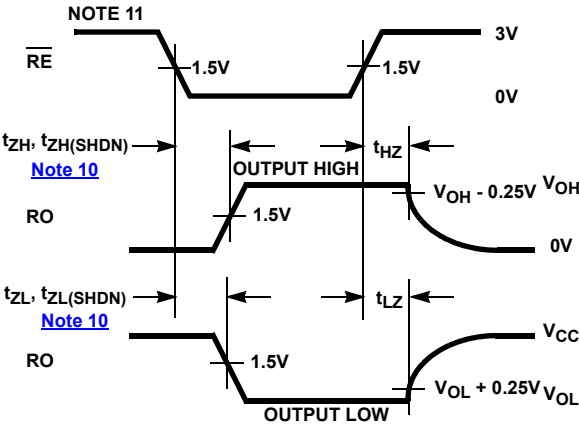 NOTE 11
RE
1.5V
1.5V
3V
0V
tZH, tZH(SHDN)
Note 10
tHZ
OUTPUT HIGH
RO
1.5V
VOH - 0.25V
VOH
0V
tZL, tZL(SHDN)
Note 10
tLZ
RO
1.5V
VCC
VOL + 0.25V
VOL
OUTPUT LOW